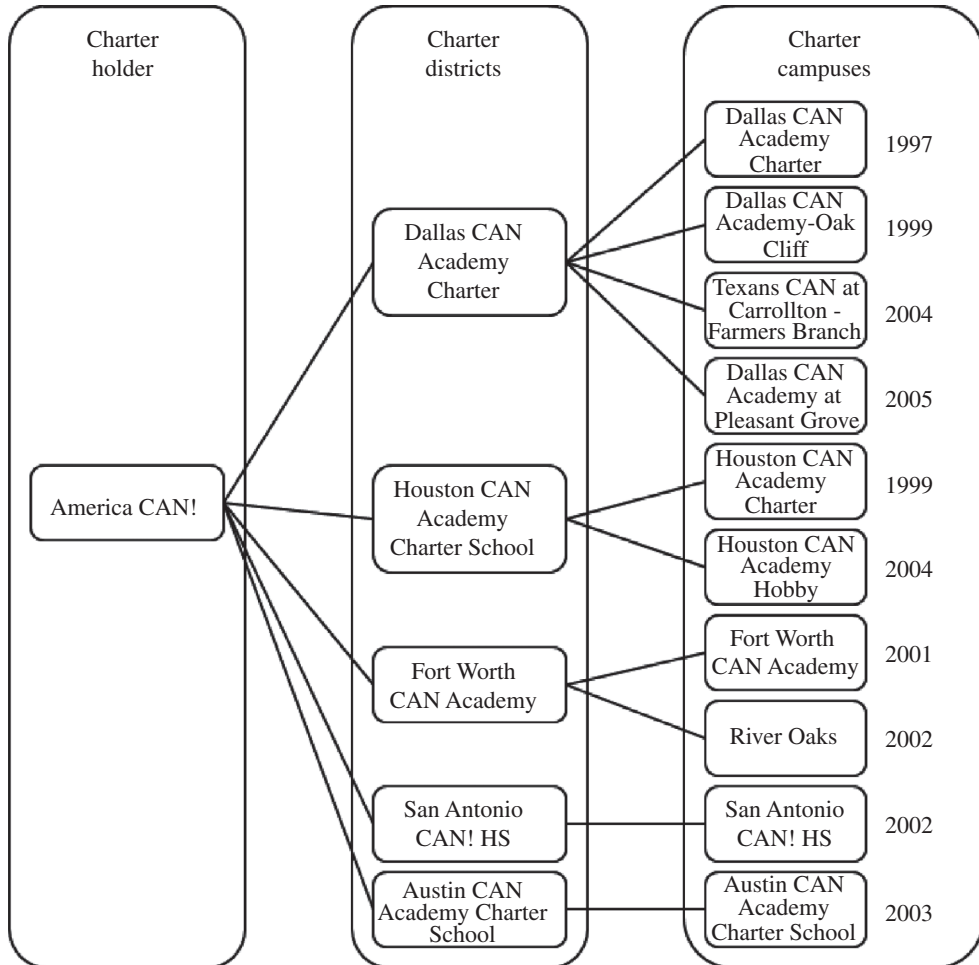 Charter
holder
Charter
districts
Charter
campuses
America CAN!
Dallas CAN
Academy
Charter
Houston CAN
Academy
Charter School
Fort Worth
CAN Academy
San Antonio
CAN! HS
Austin CAN
Academy Charter
School
Dallas CAN
Academy
Charter
1997
Dallas CAN
Academy-Oak
Cliff
1999
Texans CAN at
Carrollton -
Farmers Branch
2004
Dallas CAN
Academy at
Pleasant Grove
2005
Houston CAN
Academy
Charter
1999
Houston CAN
Academy
Hobby
2004
Fort Worth
CAN Academy
2001
River Oaks
2002
San Antonio
CAN! HS
2002
Austin CAN
Academy
Charter School
2003